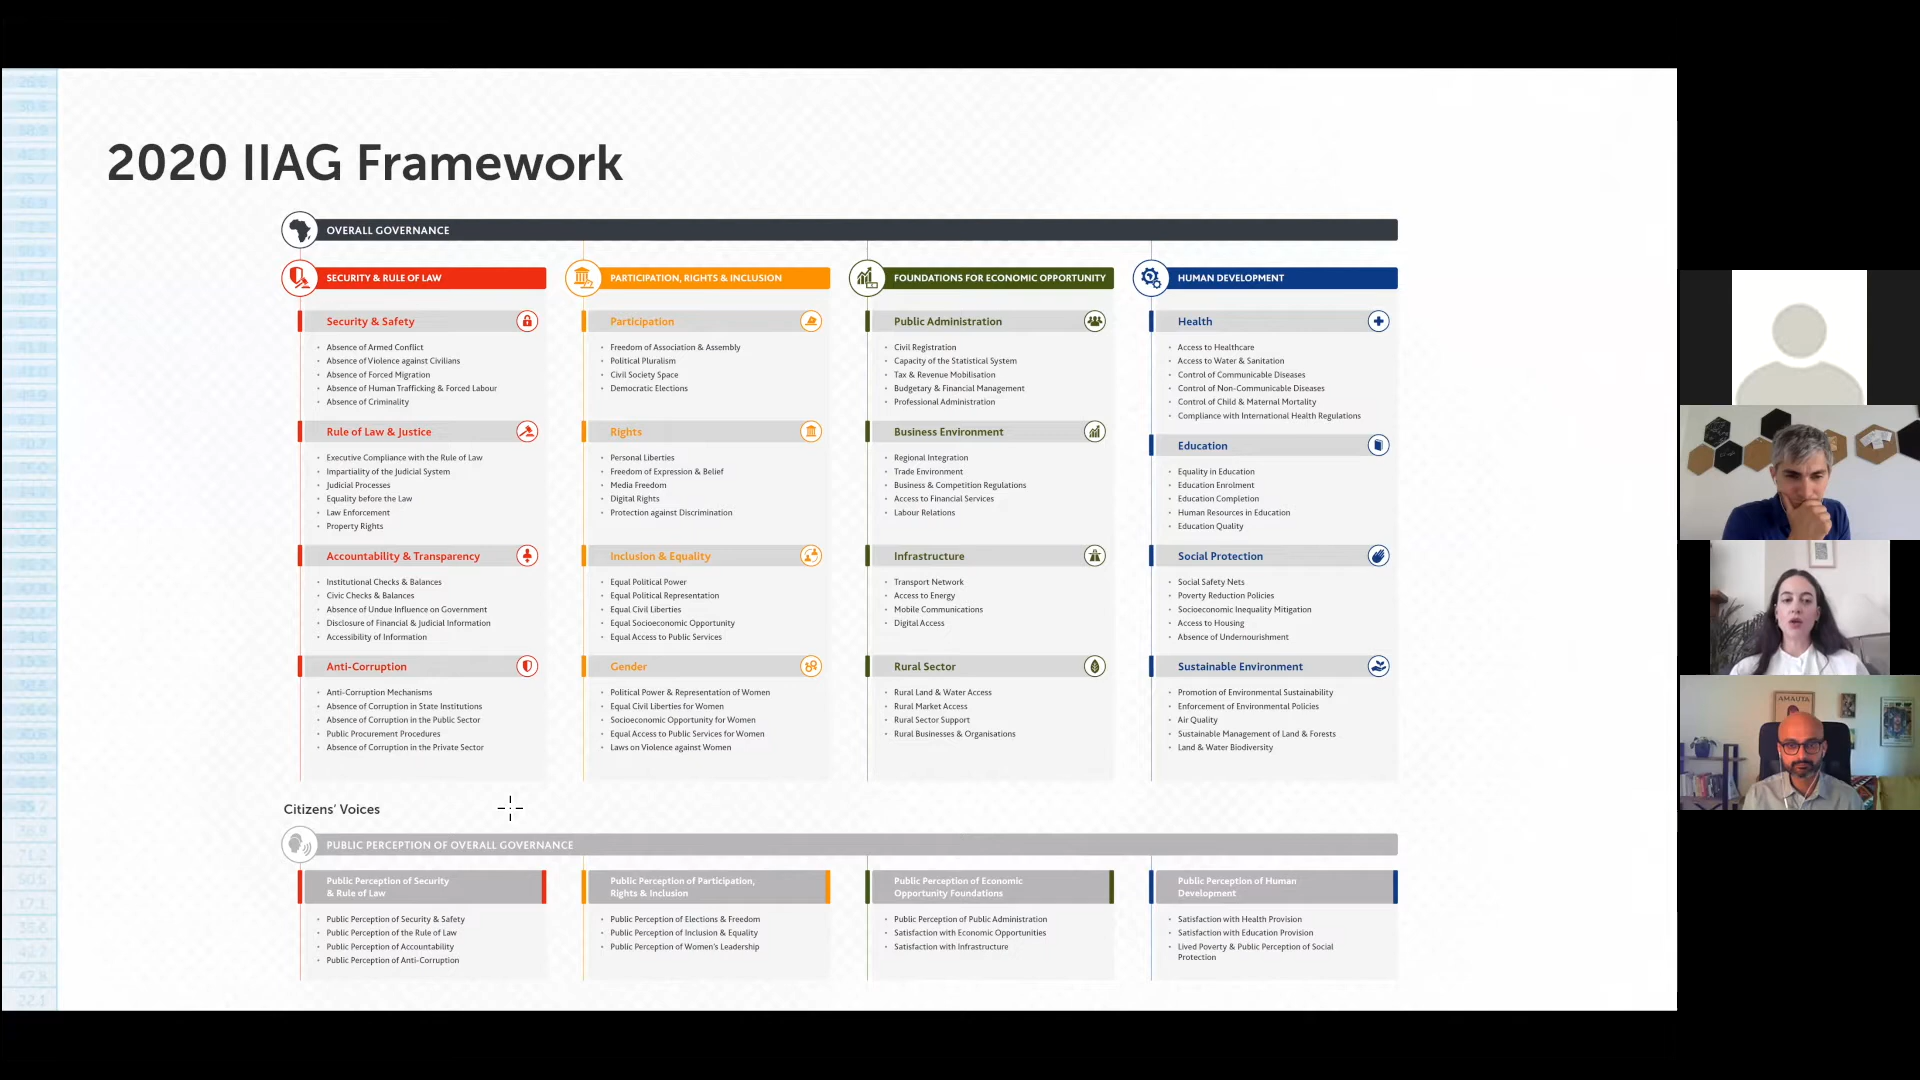 2020 IIAG Framework
OVERALL GOVERNANCE
SECURITY & RULE OF LAW
Security & Safety
Absence of Armed Conflict
Absence of Violence against Civilians
Absence of Forced Migration
Absence of Human Trafficking & Forced Labour
Absence of Criminality
Rule of Law & Justice
Executive Compliance with the Rule of Law
Impartiality of the Judicial System
Judicial Processes
Equality before the Law
Law Enforcement
Property Rights
Accountability & Transparency
Institutional Checks & Balances
Civic Checks & Balances
Absence of Undue Influence on Government
Disclosure of Financial & Judicial Information
Accessibility of Information
Anti-Corruption
Anti-Corruption Mechanisms
Absence of Corruption in State Institutions
Absence of Corruption in the Public Sector
Public Procurement Procedures
Absence of Corruption in the Private Sector
PARTICIPATION, RIGHTS & INCLUSION
Participation
Freedom of Association & Assembly
Political Pluralism
Civil Society Space
Democratic Elections
Rights
Personal Liberties
Freedom of Expression & Belief
Media Freedom
Digital Rights
Protection against Discrimination
Inclusion & Equality
Equal Political Power
Equal Political Representation
Equal Civil Liberties
Equal Socioeconomic Opportunity
Equal Access to Public Services
Gender
Political Power & Representation of Women
Equal Civil Liberties for Women
Socioeconomic Opportunity for Women
Equal Access to Public Services for Women
Laws on Violence against Women
FOUNDATIONS FOR ECONOMIC OPPORTUNITY
Public Administration
Civil Registration
Capacity of the Statistical System
Tax & Revenue Mobilisation
Budgetary & Financial Management
Professional Administration
Business Environment
Regional Integration
Trade Environment
Business & Competition Regulations
Access to Financial Services
Labour Relations
Infrastructure
Transport Network
Access to Energy
Mobile Communications
Digital Access
Rural Sector
Rural Land & Water Access
Rural Market Access
Rural Sector Support
Rural Businesses & Organisations
HUMAN DEVELOPMENT
Health
Access to Healthcare
Access to Water & Sanitation
Control of Communicable Diseases
Control of Non-Communicable Diseases
Control of Child & Maternal Mortality
Compliance with International Health Regulations
Education
Equality in Education
Education Enrolment
Education Completion
Human Resources in Education
Education Quality
Social Protection
Social Safety Nets
Poverty Reduction Policies
Socioeconomic Inequality Mitigation
Access to Housing
Absence of Undernourishment
Sustainable Environment
Promotion of Environmental Sustainability
Enforcement of Environmental Policies
Air Quality
Sustainable Management of Land & Forests
Land & Water Biodiversity
Citizens' Voices
PUBLIC PERCEPTION OF OVERALL GOVERNANCE
Public Perception of Security
& Rule of Law
Public Perception of Security & Safety
Public Perception of the Rule of Law
Public Perception of Accountability
Public Perception of Anti-Corruption
Public Perception of Participation,
Rights & Inclusion
Public Perception of Elections & Freedom
Public Perception of Inclusion & Equality
Public Perception of Women's Leadership
Public Perception of Economic
Opportunity Foundations
Public Perception of Public Administration
Satisfaction with Economic Opportunities
Satisfaction with Infrastructure
Public Perception of Human
Development
Satisfaction with Health Provision
Satisfaction with Education Provision
Lived Poverty & Public Perception of Social
Protection
AMAUTA